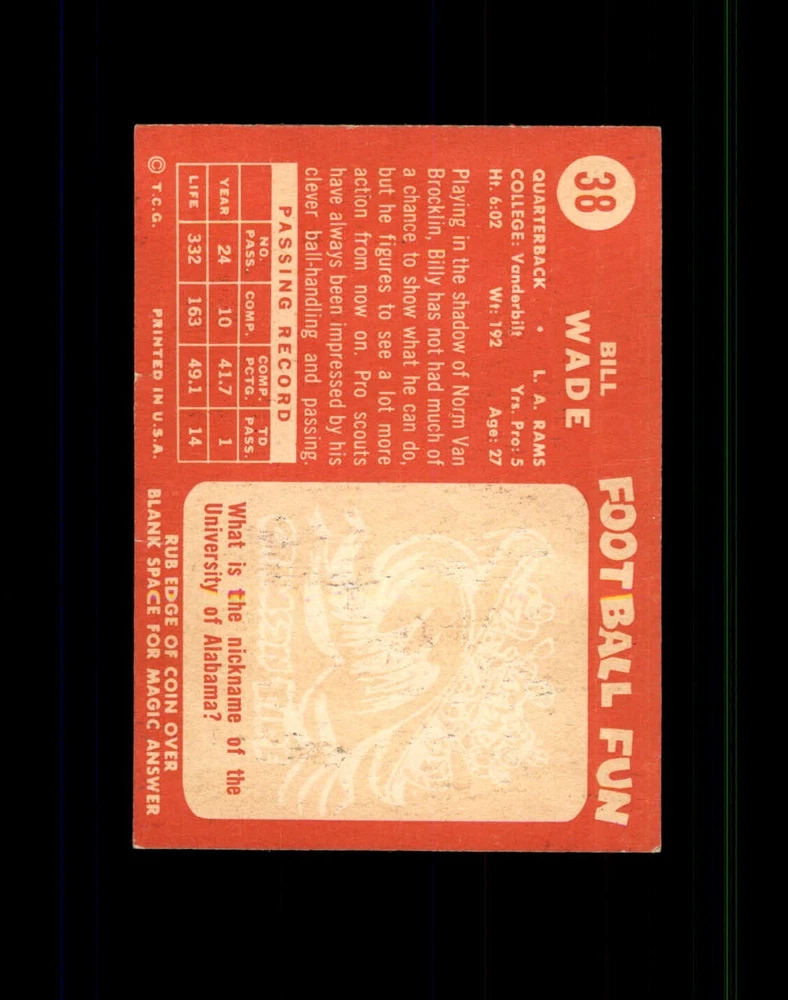 38
BILL
WADE
QUARTERBACK • L. A. RAMS
COLLEGE: Vanderbilt Yrs. Pro: 5
Ht. 6:02 Wt: 192 Age: 27
Playing in the shadow of Norm Van
Brocklin, Billy has not had much of
a chance to show what he can do,
but he figures to see a lot more
action from now on. Pro scouts
have always been impressed by his
clever ball-handling and passing.
PASSING RECORD
NO. PASS. COMP. COMP. PCTG. TD PASS.
YEAR 24 10 41.7 1
LIFE 332 163 49.1 14
© T.C.G. PRINTED IN U.S.A.
FOOTBALL FUN
What is the nickname of the
University of Alabama?
RUB EDGE OF COIN OVER
BLANK SPACE FOR MAGIC ANSWER